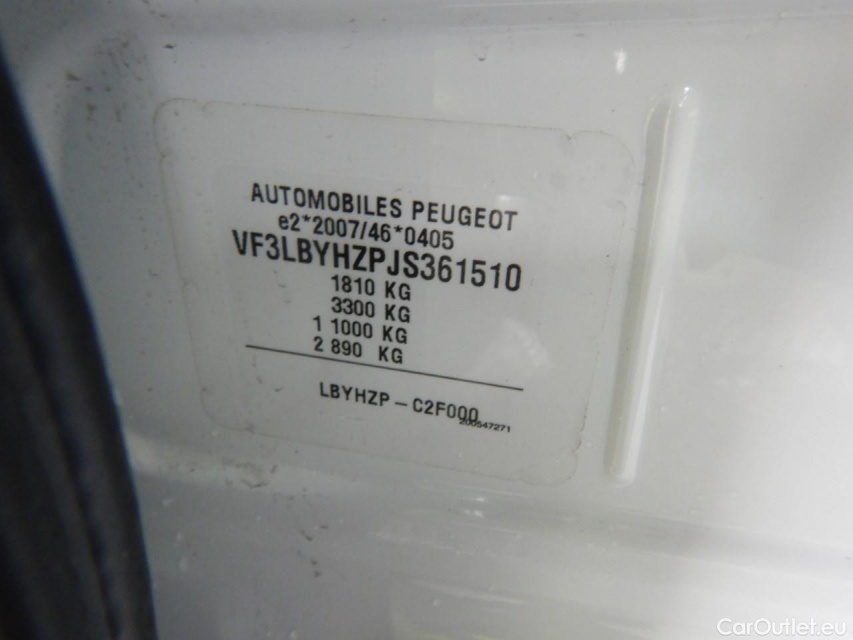 AUTOMOBILES PEUGEOT
e2*2007/46*0405
VF3LBYHZPJS361510
1810 KG
3300 KG
1 1000 KG
2 890 KG
LBYHZP - C2F000
200547271
CarOutlet.eu